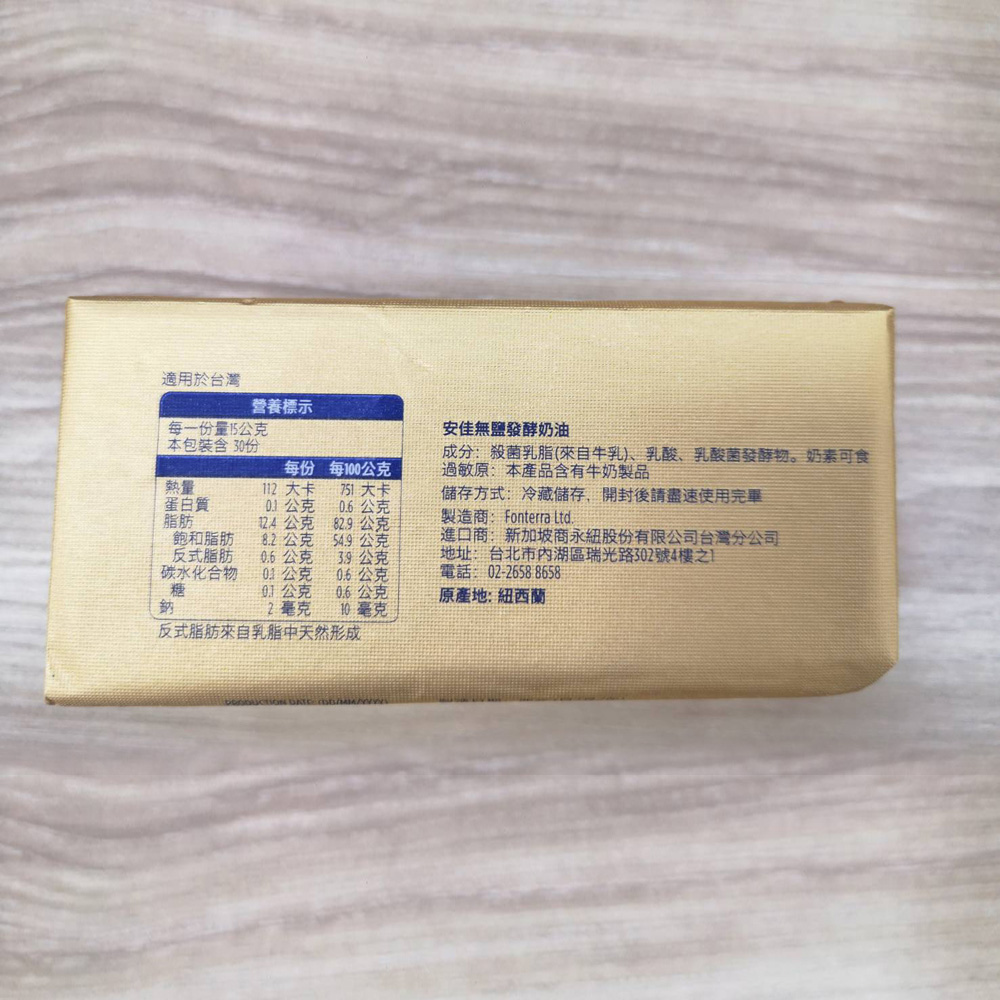 適用於台灣
營養標示
每一份量15公克
本包裝含 30份
每份 每100公克
熱量 112 大卡 751 大卡
蛋白質 0.1 公克 0.6 公克
脂肪 12.4 公克 82.9 公克
飽和脂肪 8.2 公克 54.9 公克
反式脂肪 0.6 公克 3.9 公克
碳水化合物 0.1 公克 0.6 公克
糖 0.1 公克 0.6 公克
鈉 2 毫克 10 毫克
反式脂肪來自乳脂中天然形成
安佳無鹽發酵奶油
成分：殺菌乳脂(來自牛乳)、乳酸、乳酸菌發酵物。奶素可食
過敏原：本產品含有牛奶製品
儲存方式：冷藏儲存，開封後請盡速使用完畢
製造商：Fonterra Ltd.
進口商：新加坡商永紐股份有限公司台灣分公司
地址：台北市內湖區瑞光路302號4樓之1
電話：02-2658 8658
原產地: 紐西蘭
PRODUCTION DATE: (DD/MM/YYYY)